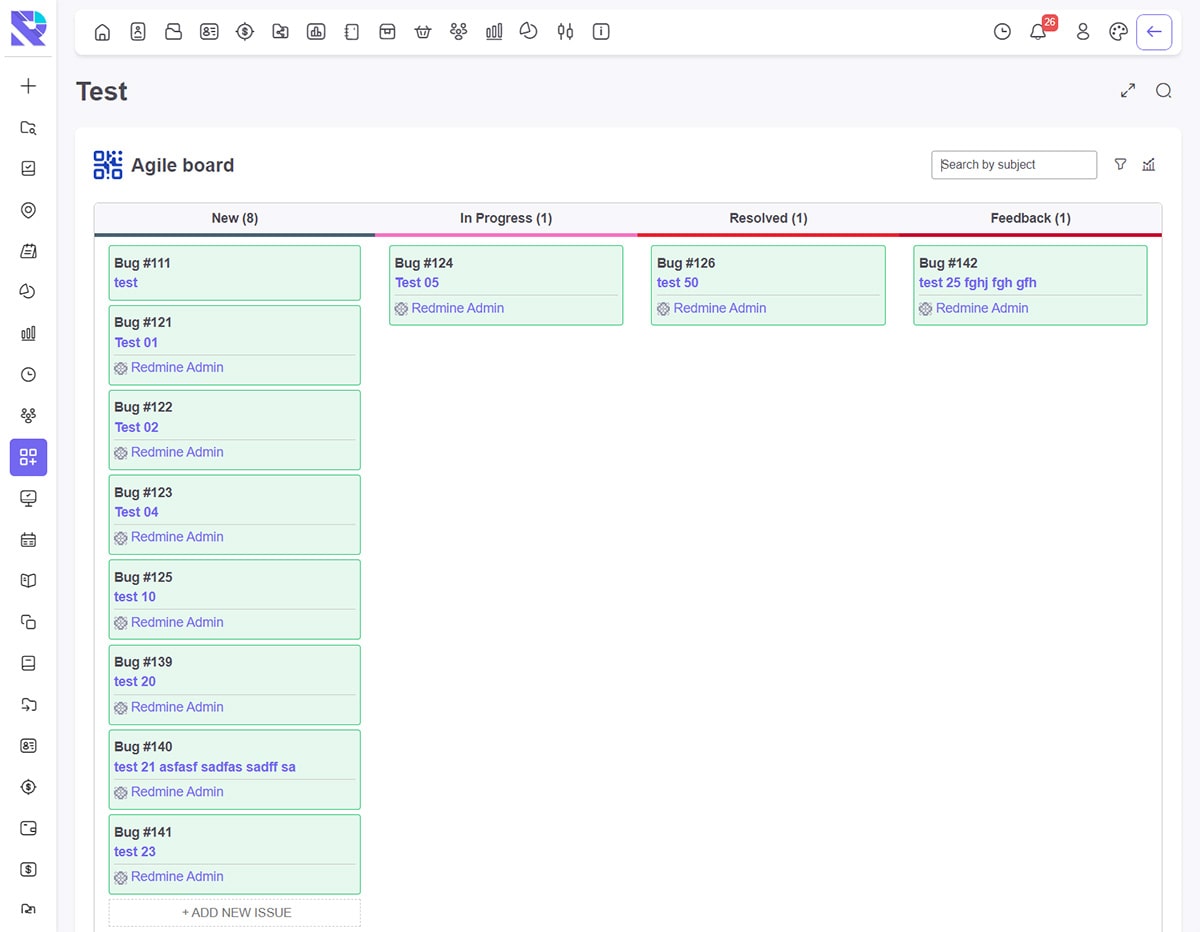 26
Test
Agile board
Search by subject
New (8)
In Progress (1)
Resolved (1)
Feedback (1)
Bug #111
test
Bug #121
Test 01
Redmine Admin
Bug #122
Test 02
Redmine Admin
Bug #123
Test 04
Redmine Admin
Bug #125
test 10
Redmine Admin
Bug #139
test 20
Redmine Admin
Bug #140
test 21 asfasf sadfas sadff sa
Redmine Admin
Bug #141
test 23
Redmine Admin
+ ADD NEW ISSUE
Bug #124
Test 05
Redmine Admin
Bug #126
test 50
Redmine Admin
Bug #142
test 25 fghj fgh gfh
Redmine Admin